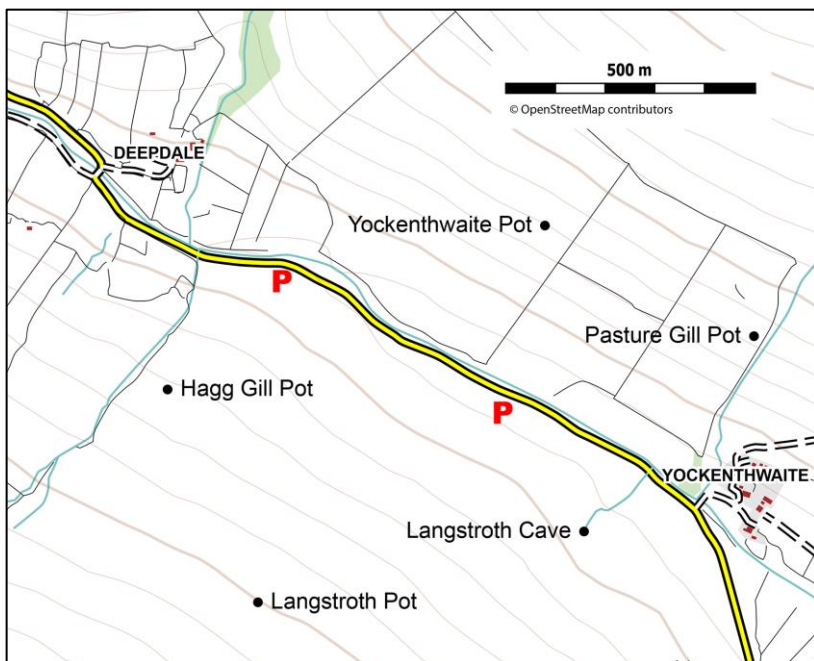 500 m
© OpenStreetMap contributors
DEEPDALE
Yockenthwaite Pot
P
Pasture Gill Pot
Hagg Gill Pot
P
YOCKENTHWAITE
Langstroth Cave
Langstroth Pot